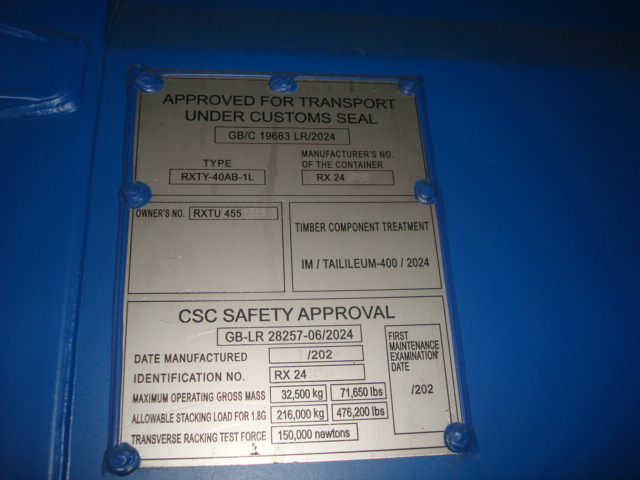 APPROVED FOR TRANSPORT
UNDER CUSTOMS SEAL
GB/C 19663 LR/2024
TYPE
RXTY-40AB-1L
MANUFACTURER'S NO.
OF THE CONTAINER
RX 24
OWNER'S NO. RXTU 455
TIMBER COMPONENT TREATMENT
IM / TAILILEUM-400 / 2024
CSC SAFETY APPROVAL
GB-LR 28257-06/2024
DATE MANUFACTURED /202
IDENTIFICATION NO. RX 24
MAXIMUM OPERATING GROSS MASS 32,500 kg 71,650 lbs
ALLOWABLE STACKING LOAD FOR 1.8G 216,000 kg 476,200 lbs
TRANSVERSE RACKING TEST FORCE 150,000 newtons
FIRST
MAINTENANCE
EXAMINATION
DATE
/202